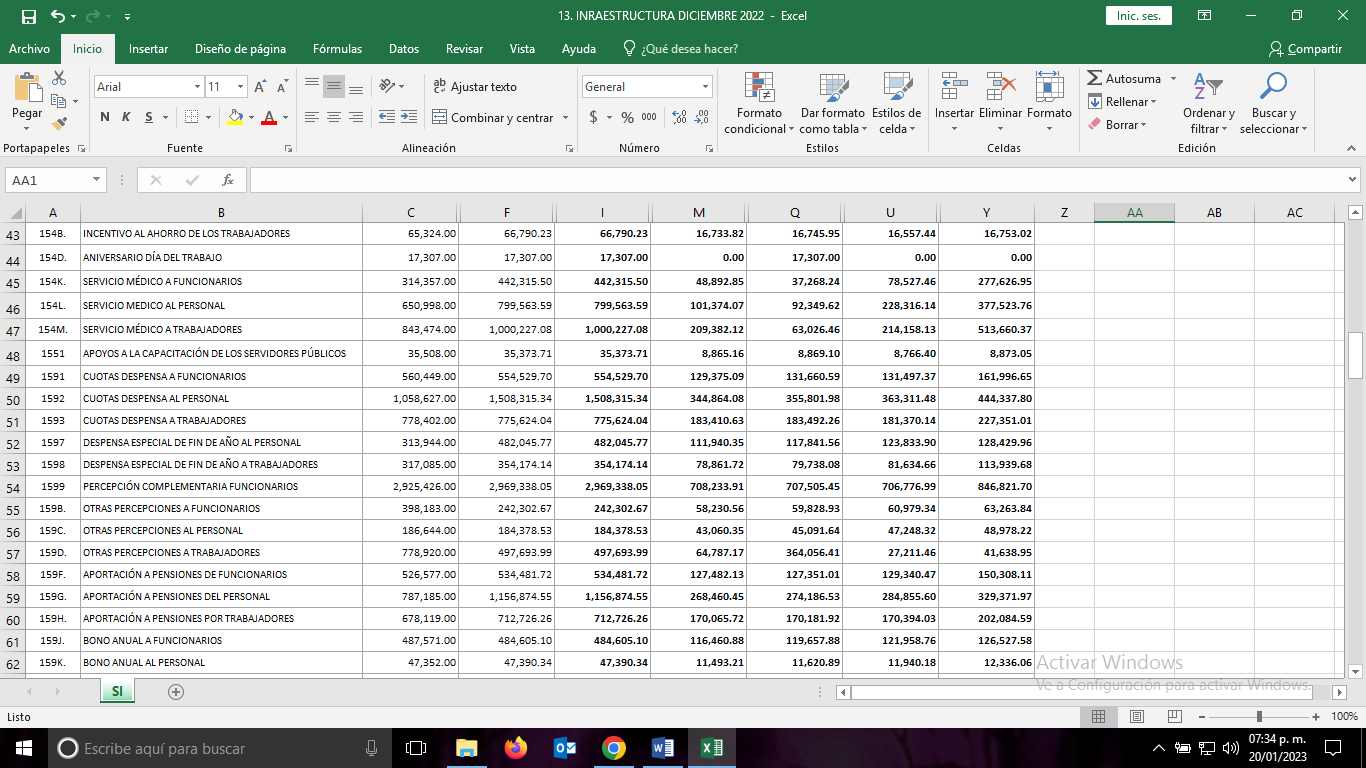 13. INRAESTRUCTURA DICIEMBRE 2022 - Excel
Inic. ses.
Archivo Inicio Insertar Diseño de página Fórmulas Datos Revisar Vista Ayuda ¿Qué desea hacer? Compartir
Pegar
Arial 11
N K S
Ajustar texto
Combinar y centrar
General
$ % 000
Formato condicional
Dar formato como tabla
Estilos de celda
Insertar Eliminar Formato
Autosuma
Rellenar
Borrar
Ordenar y filtrar
Buscar y seleccionar
Portapapeles Fuente Alineación Número Estilos Celdas Edición
AA1 fx
A B C F I M Q U Y Z AA AB AC
43 154B. INCENTIVO AL AHORRO DE LOS TRABAJADORES 65,324.00 66,790.23 66,790.23 16,733.82 16,745.95 16,557.44 16,753.02
44 154D. ANIVERSARIO DÍA DEL TRABAJO 17,307.00 17,307.00 17,307.00 0.00 17,307.00 0.00 0.00
45 154K. SERVICIO MÉDICO A FUNCIONARIOS 314,357.00 442,315.50 442,315.50 48,892.85 37,268.24 78,527.46 277,626.95
46 154L. SERVICIO MEDICO AL PERSONAL 650,998.00 799,563.59 799,563.59 101,374.07 92,349.62 228,316.14 377,523.76
47 154M. SERVICIO MÉDICO A TRABAJADORES 843,474.00 1,000,227.08 1,000,227.08 209,382.12 63,026.46 214,158.13 513,660.37
48 1551 APOYOS A LA CAPACITACIÓN DE LOS SERVIDORES PÚBLICOS 35,508.00 35,373.71 35,373.71 8,865.16 8,869.10 8,766.40 8,873.05
49 1591 CUOTAS DESPENSA A FUNCIONARIOS 560,449.00 554,529.70 554,529.70 129,375.09 131,660.59 131,497.37 161,996.65
50 1592 CUOTAS DESPENSA AL PERSONAL 1,058,627.00 1,508,315.34 1,508,315.34 344,864.08 355,801.98 363,311.48 444,337.80
51 1593 CUOTAS DESPENSA A TRABAJADORES 778,402.00 775,624.04 775,624.04 183,410.63 183,492.26 181,370.14 227,351.01
52 1597 DESPENSA ESPECIAL DE FIN DE AÑO AL PERSONAL 313,944.00 482,045.77 482,045.77 111,940.35 117,841.56 123,833.90 128,429.96
53 1598 DESPENSA ESPECIAL DE FIN DE AÑO A TRABAJADORES 317,085.00 354,174.14 354,174.14 78,861.72 79,738.08 81,634.66 113,939.68
54 1599 PERCEPCIÓN COMPLEMENTARIA FUNCIONARIOS 2,925,426.00 2,969,338.05 2,969,338.05 708,233.91 707,505.45 706,776.99 846,821.70
55 159B. OTRAS PERCEPCIONES A FUNCIONARIOS 398,183.00 242,302.67 242,302.67 58,230.56 59,828.93 60,979.34 63,263.84
56 159C. OTRAS PERCEPCIONES AL PERSONAL 186,644.00 184,378.53 184,378.53 43,060.35 45,091.64 47,248.32 48,978.22
57 159D. OTRAS PERCEPCIONES A TRABAJADORES 778,920.00 497,693.99 497,693.99 64,787.17 364,056.41 27,211.46 41,638.95
58 159F. APORTACIÓN A PENSIONES DE FUNCIONARIOS 526,577.00 534,481.72 534,481.72 127,482.13 127,351.01 129,340.47 150,308.11
59 159G. APORTACIÓN A PENSIONES DEL PERSONAL 787,185.00 1,156,874.55 1,156,874.55 268,460.45 274,186.53 284,855.60 329,371.97
60 159H. APORTACIÓN A PENSIONES POR TRABAJADORES 678,119.00 712,726.26 712,726.26 170,065.72 170,181.92 170,394.03 202,084.59
61 159J. BONO ANUAL A FUNCIONARIOS 487,571.00 484,605.10 484,605.10 116,460.88 119,657.88 121,958.76 126,527.58
62 159K. BONO ANUAL AL PERSONAL 47,352.00 47,390.34 47,390.34 11,493.21 11,620.89 11,940.18 12,336.06
Activar Windows
Ve a Configuración para activar Windows.
SI
Listo 100%
Escribe aquí para buscar
07:34 p. m.
20/01/2023